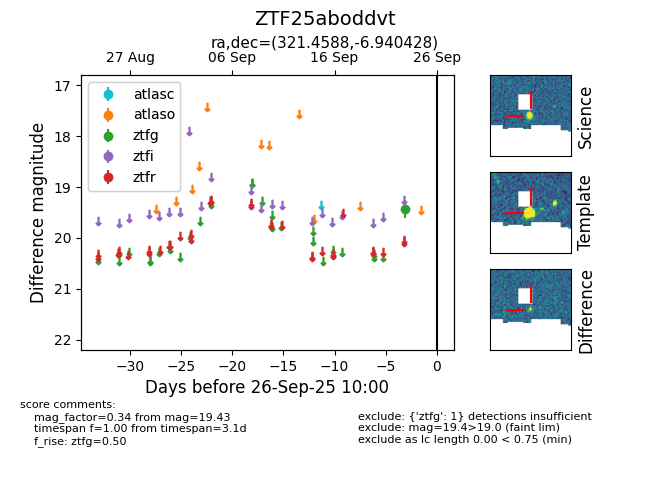 ZTF25aboddvt
ra,dec=(321.4588,-6.940428)
27 Aug 06 Sep 16 Sep 26 Sep
17
18
19
20
21
22
Difference magnitude
atlasc
atlaso
ztfg
ztfi
ztfr
−30 −25 −20 −15 −10 −5 0
Days before 26-Sep-25 10:00
Science
Template
Difference
score comments:
mag_factor=0.34 from mag=19.43
timespan f=1.00 from timespan=3.1d
f_rise: ztfg=0.50
exclude: {'ztfg': 1} detections insufficient
exclude: mag=19.4>19.0 (faint lim)
exclude as lc length 0.00 < 0.75 (min)